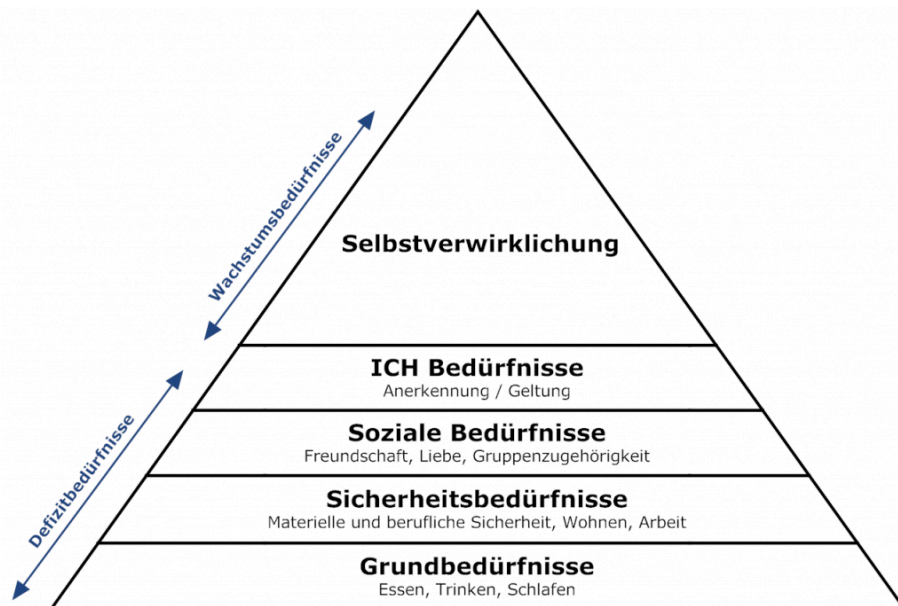 Wachstumsbedürfnisse
Selbstverwirklichung
Defizitbedürfnisse
ICH Bedürfnisse
Anerkennung / Geltung
Soziale Bedürfnisse
Freundschaft, Liebe, Gruppenzugehörigkeit
Sicherheitsbedürfnisse
Materielle und berufliche Sicherheit, Wohnen, Arbeit
Grundbedürfnisse
Essen, Trinken, Schlafen